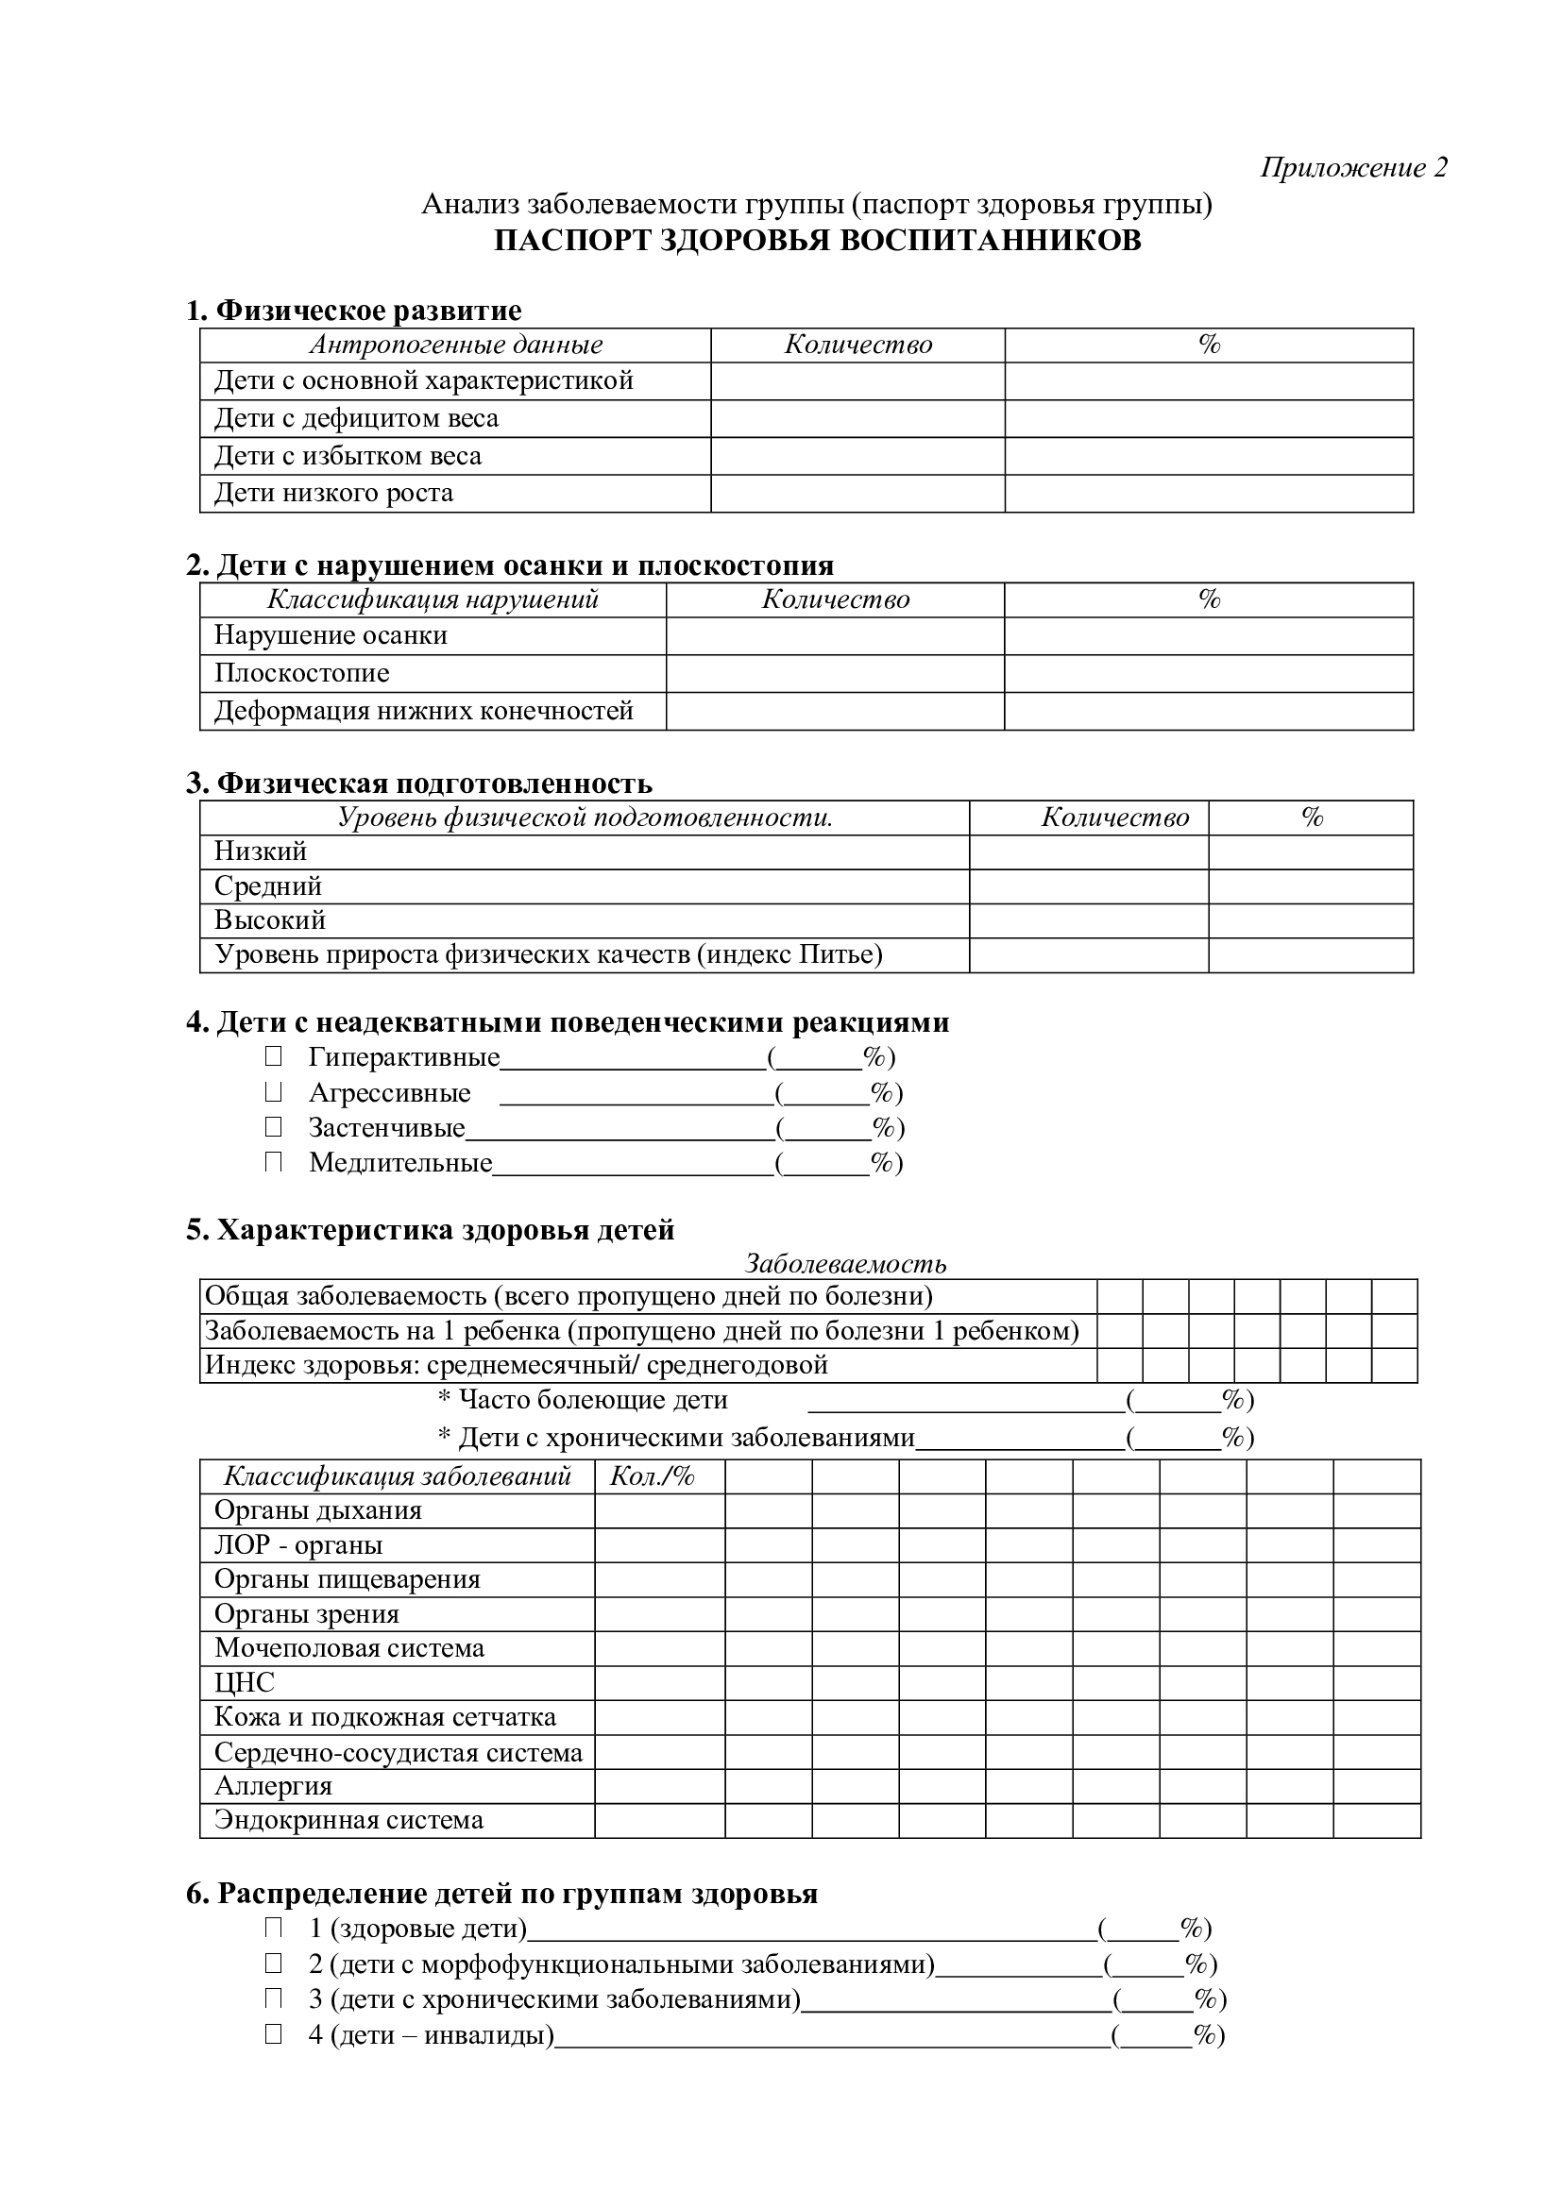 Приложение 2
Анализ заболеваемости группы (паспорт здоровья группы)
ПАСПОРТ ЗДОРОВЬЯ ВОСПИТАННИКОВ
1. Физическое развитие
Антропогенные данные Количество %
Дети с основной характеристикой
Дети с дефицитом веса
Дети с избытком веса
Дети низкого роста
2. Дети с нарушением осанки и плоскостопия
Классификация нарушений Количество %
Нарушение осанки
Плоскостопие
Деформация нижних конечностей
3. Физическая подготовленность
Уровень физической подготовленности. Количество %
Низкий
Средний
Высокий
Уровень прироста физических качеств (индекс Питье)
4. Дети с неадекватными поведенческими реакциями
Гиперактивные___________________(______%)
Агрессивные ___________________(______%)
Застенчивые______________________(______%)
Медлительные____________________(______%)
5. Характеристика здоровья детей
Заболеваемость
Общая заболеваемость (всего пропущено дней по болезни)
Заболеваемость на 1 ребенка (пропущено дней по болезни 1 ребенком)
Индекс здоровья: среднемесячный/ среднегодовой
* Часто болеющие дети ______________________(______%)
* Дети с хроническими заболеваниями_______________(______%)
Классификация заболеваний Кол./%
Органы дыхания
ЛОР - органы
Органы пищеварения
Органы зрения
Мочеполовая система
ЦНС
Кожа и подкожная сетчатка
Сердечно-сосудистая система
Аллергия
Эндокринная система
6. Распределение детей по группам здоровья
1 (здоровые дети)________________________________________(_____%)
2 (дети с морфофункциональными заболеваниями)____________(_____%)
3 (дети с хроническими заболеваниями)______________________(_____%)
4 (дети – инвалиды)_______________________________________(_____%)